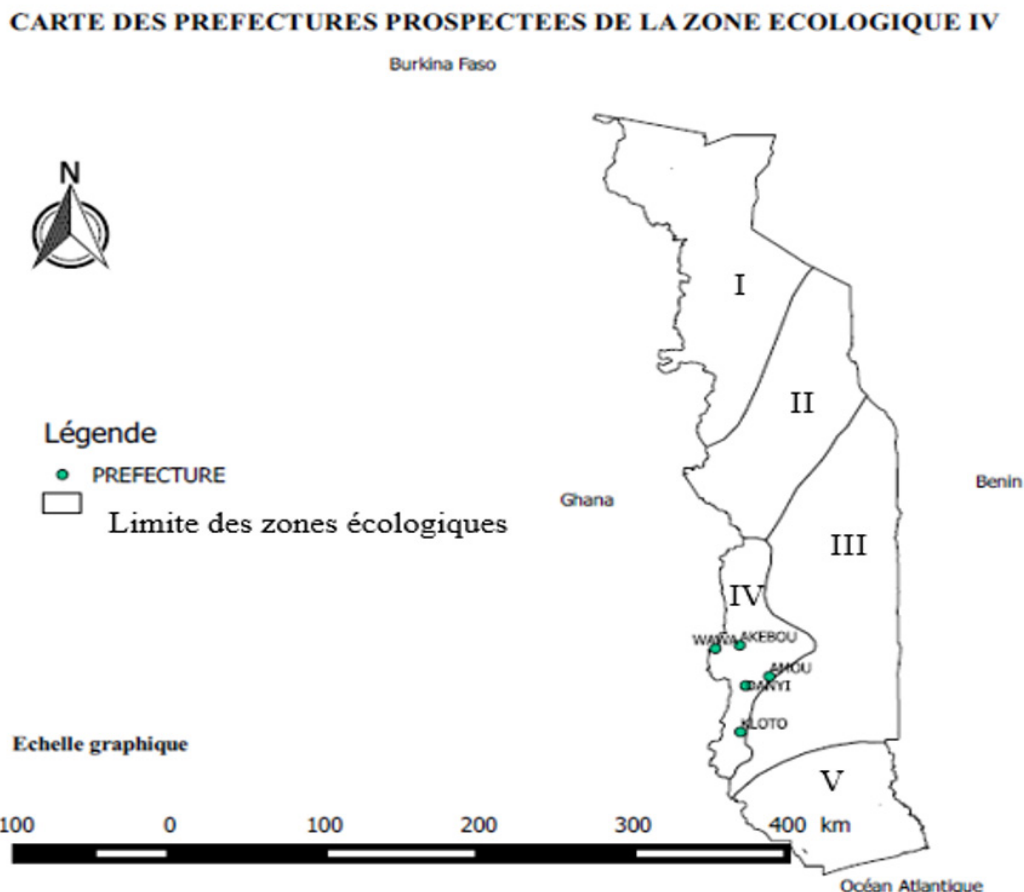 CARTE DES PREFECTURES PROSPECTEES DE LA ZONE ECOLOGIQUE IV
Burkina Faso
N
I
II
Légende
PREFECTURE
Limite des zones écologiques
Ghana
Benin
III
IV
WAWA AKEBOU
AMOU
DANYI
KLOTO
Echelle graphique
V
100 0 100 200 300 400 km
Océan Atlantique